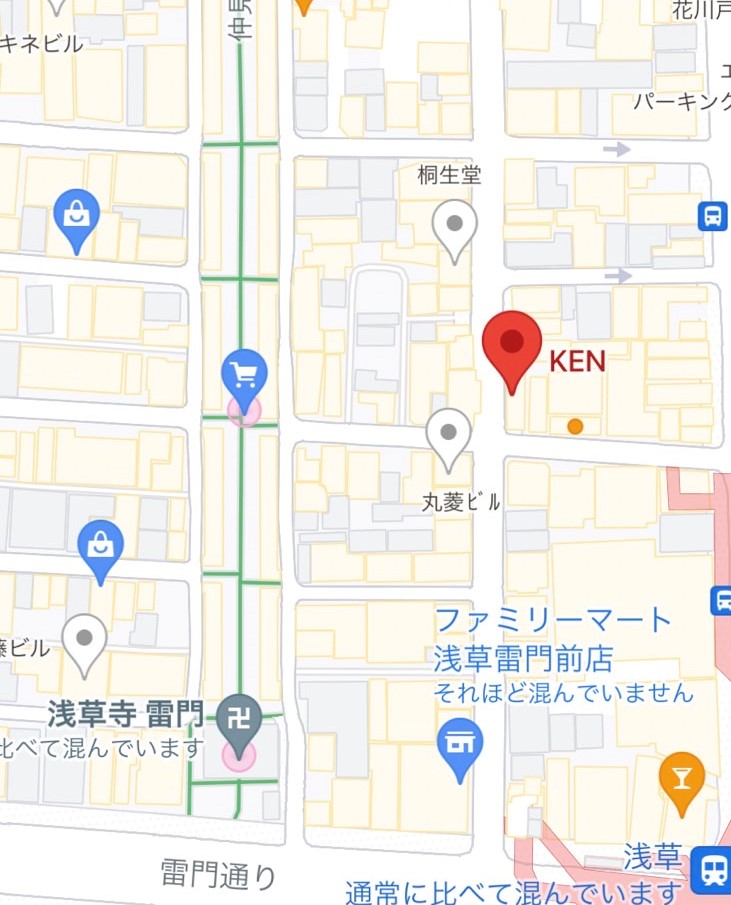 花川戸
仲見
キネビル
エ
パーキング
桐生堂
KEN
丸菱ビル
ファミリーマート
浅草雷門前店
それほど混んでいません
藤ビル
浅草寺 雷門
比べて混んでいます
雷門通り
浅草
通常に比べて混んでいます